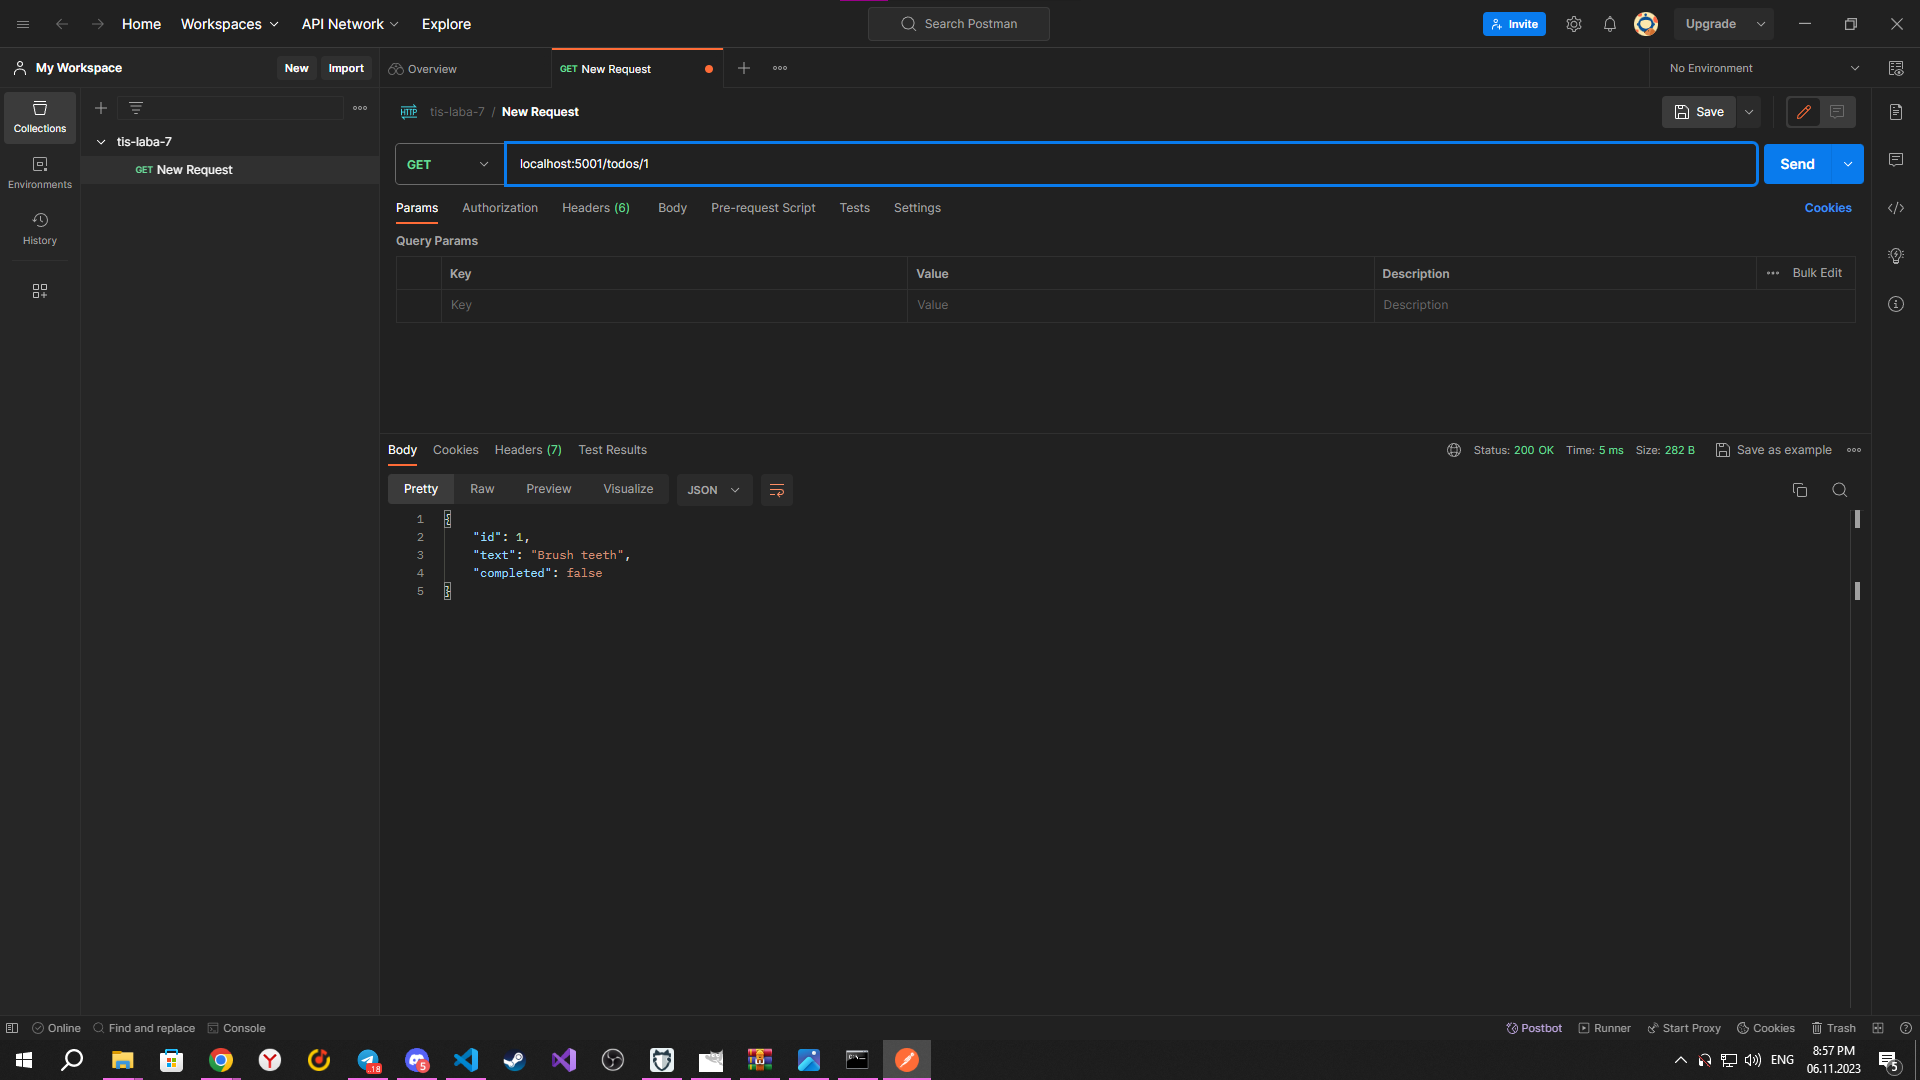 Home Workspaces API Network Explore Search Postman Invite Upgrade
My Workspace New Import Overview GET New Request No Environment
Collections
Environments
History
tis-laba-7
GET New Request
HTTP tis-laba-7 / New Request Save
GET localhost:5001/todos/1 Send
Params Authorization Headers (6) Body Pre-request Script Tests Settings Cookies
Query Params
Key Value Description Bulk Edit
Key Value Description
Body Cookies Headers (7) Test Results Status: 200 OK Time: 5 ms Size: 282 B Save as example
Pretty Raw Preview Visualize JSON
1 {
2 "id": 1,
3 "text": "Brush teeth",
4 "completed": false
5 }
Online Find and replace Console Postbot Runner Start Proxy Cookies Trash
..18 5 ENG 8:57 PM
06.11.2023 5